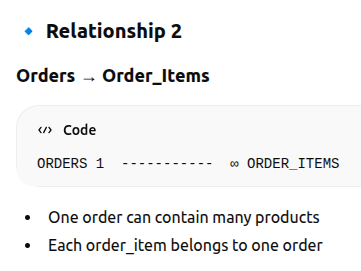 Relationship 2
Orders → Order_Items
</> Code
ORDERS 1 ----------- ∞ ORDER_ITEMS
• One order can contain many products
• Each order_item belongs to one order